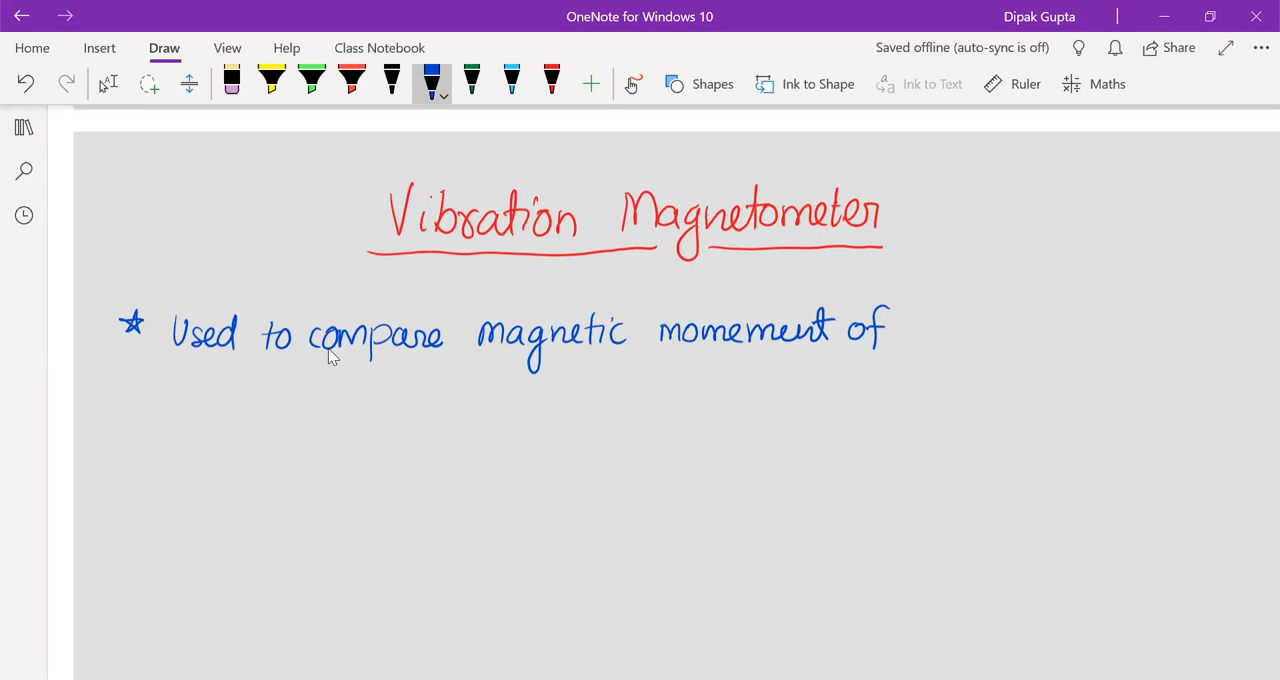 OneNote for Windows 10
Dipak Gupta
Home Insert Draw View Help Class Notebook
Saved offline (auto-sync is off)
Share
Shapes Ink to Shape Ink to Text Ruler Maths
Vibration Magnetometer
* Used to compare magnetic momement of